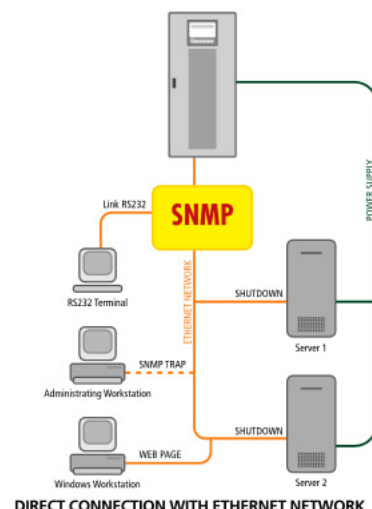 POWER SUPPLY
Link RS232
SNMP
RS232 Terminal
ETHERNET NETWORK
SHUTDOWN
Server 1
SNMP TRAP
Administrating Workstation
SHUTDOWN
WEB PAGE
Windows Workstation
Server 2
DIRECT CONNECTION WITH ETHERNET NETWORK